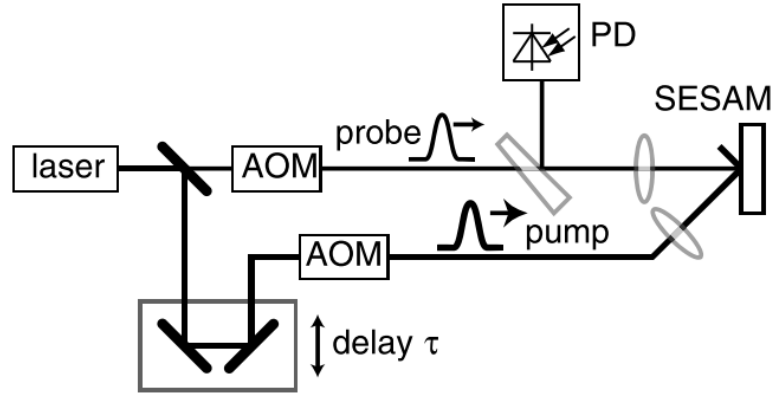 PD
SESAM
probe
laser
AOM
pump
AOM
delay τ